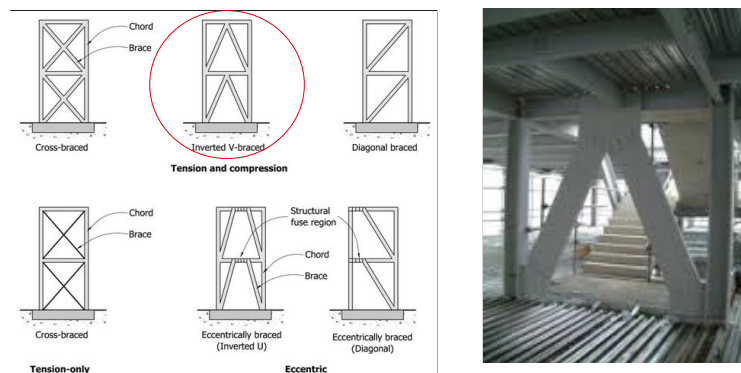 Chord
Brace
Cross-braced
Inverted V-braced
Diagonal braced
Tension and compression
Chord
Brace
Structural
fuse region
Chord
Brace
Cross-braced
Eccentrically braced
(Inverted U)
Eccentrically braced
(Diagonal)
Tension-only
Eccentric